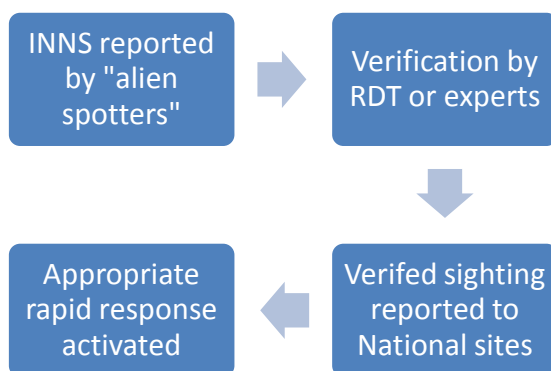 INNS reported
by "alien
spotters"
Verification by
RDT or experts
Verifed sighting
reported to
National sites
Appropriate
rapid response
activated